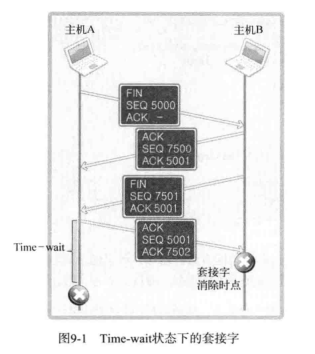 主机A
主机B
FIN
SEQ 5000
ACK -
ACK
SEQ 7500
ACK 5001
FIN
SEQ 7501
ACK 5001
ACK
SEQ 5001
ACK 7502
Time-wait
套接字
消除时点
图9-1 Time-wait状态下的套接字